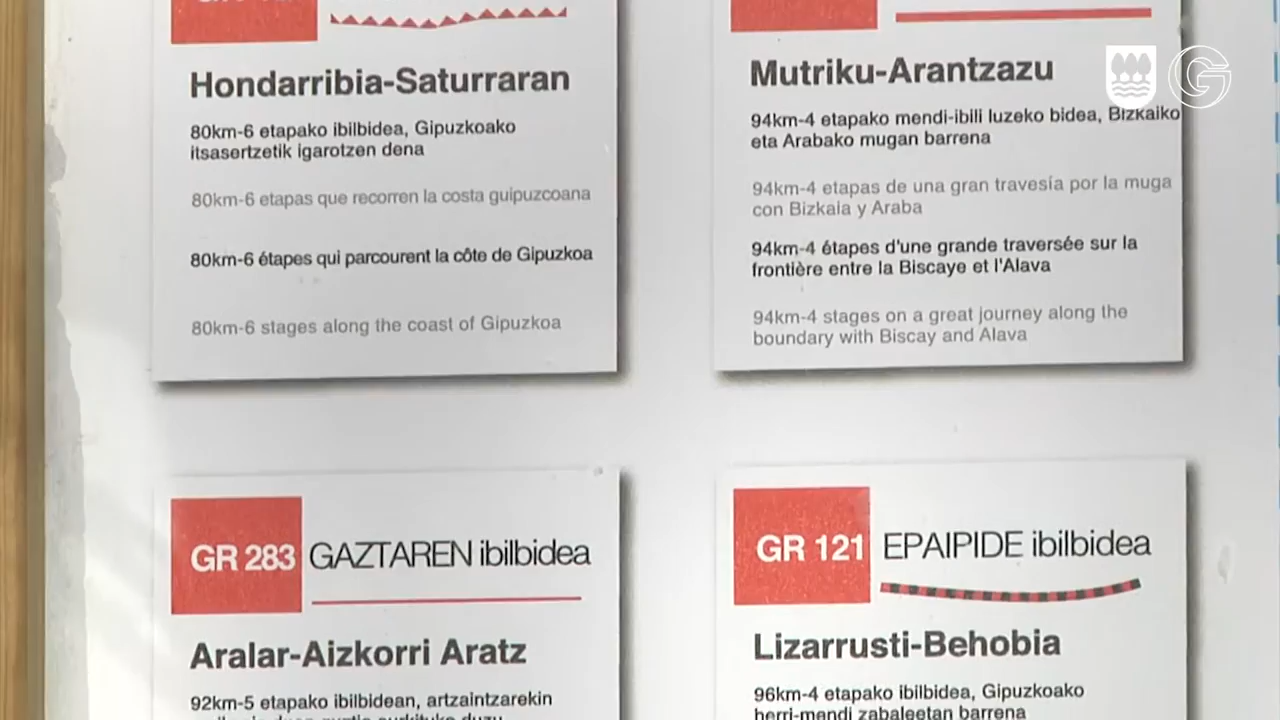 Hondarribia-Saturraran
80km-6 etapako ibilbidea, Gipuzkoako
itsasertzetik igarotzen dena
80km-6 etapas que recorren la costa guipuzcoana
80km-6 étapes qui parcourent la côte de Gipuzkoa
80km-6 stages along the coast of Gipuzkoa
Mutriku-Arantzazu
94km-4 etapako mendi-ibili luzeko bidea, Bizkaiko
eta Arabako mugan barrena
94km-4 etapas de una gran travesía por la muga
con Bizkaia y Araba
94km-4 étapes d'une grande traversée sur la
frontière entre la Biscaye et l'Alava
94km-4 stages on a great journey along the
boundary with Biscay and Alava
GR 283 GAZTAREN ibilbidea
Aralar-Aizkorri Aratz
92km-5 etapako ibilbidean, artzaintzarekin
GR 121 EPAIPIDE ibilbidea
Lizarrusti-Behobia
96km-4 etapako ibilbidea, Gipuzkoako
herri-mendi zabaleetan barrena
G